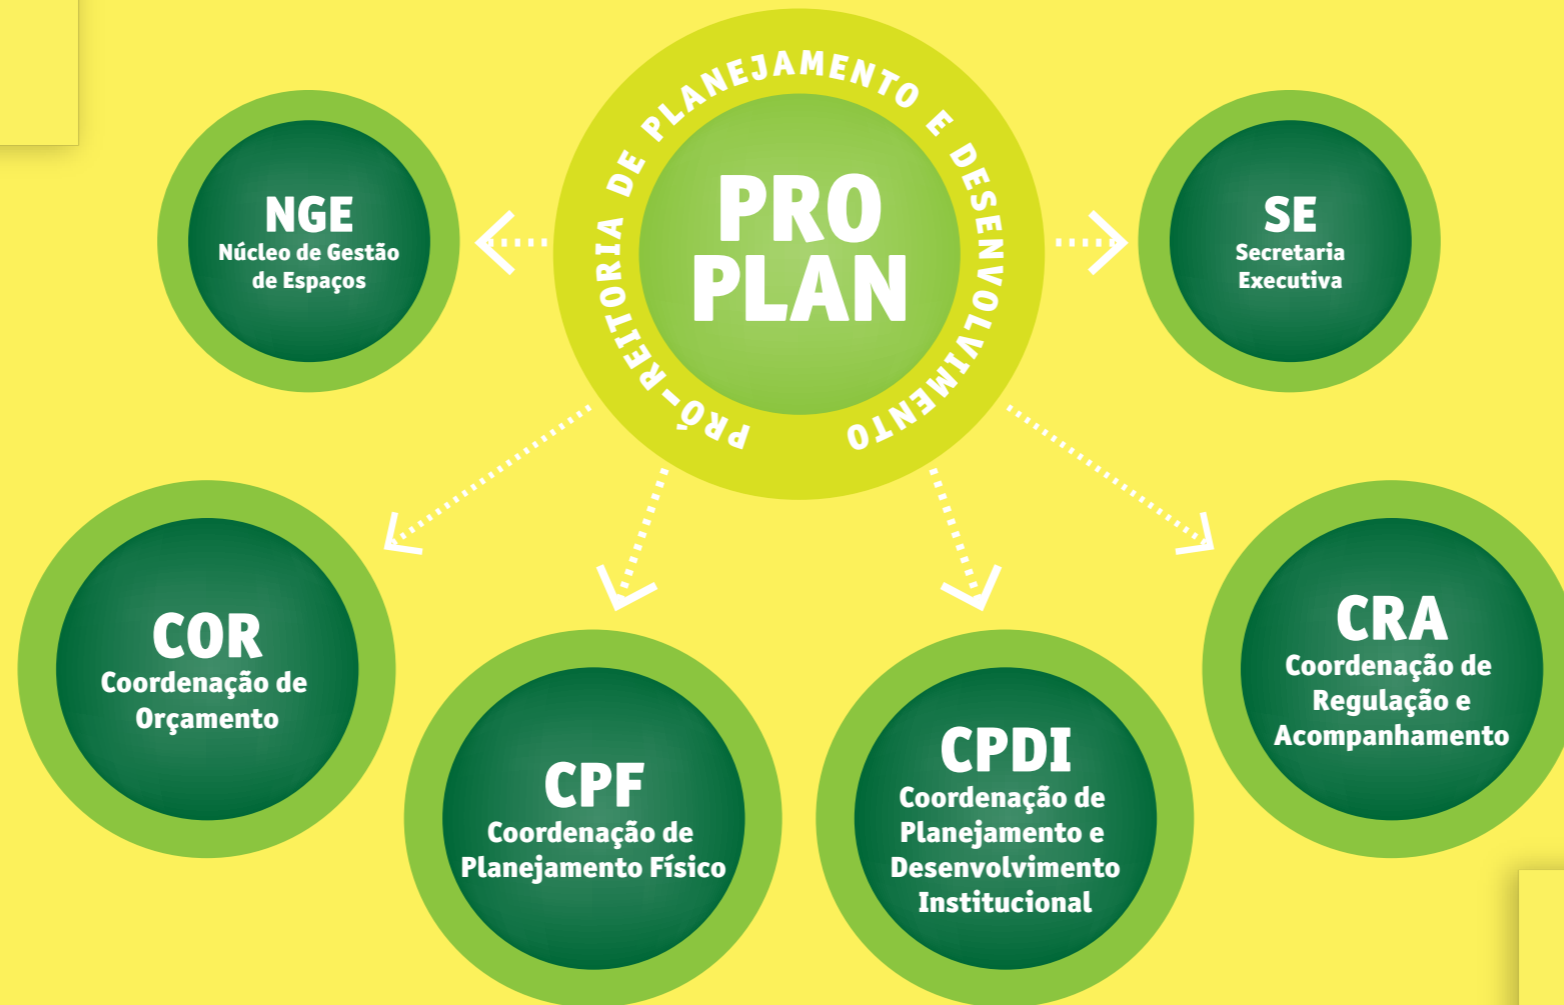 PRÓ-REITORIA DE PLANEJAMENTO E DESENVOLVIMENTO
PRO
PLAN
NGE
Núcleo de Gestão
de Espaços
SE
Secretaria
Executiva
COR
Coordenação de
Orçamento
CPF
Coordenação de
Planejamento Físico
CPDI
Coordenação de
Planejamento e
Desenvolvimento
Institucional
CRA
Coordenação de
Regulação e
Acompanhamento